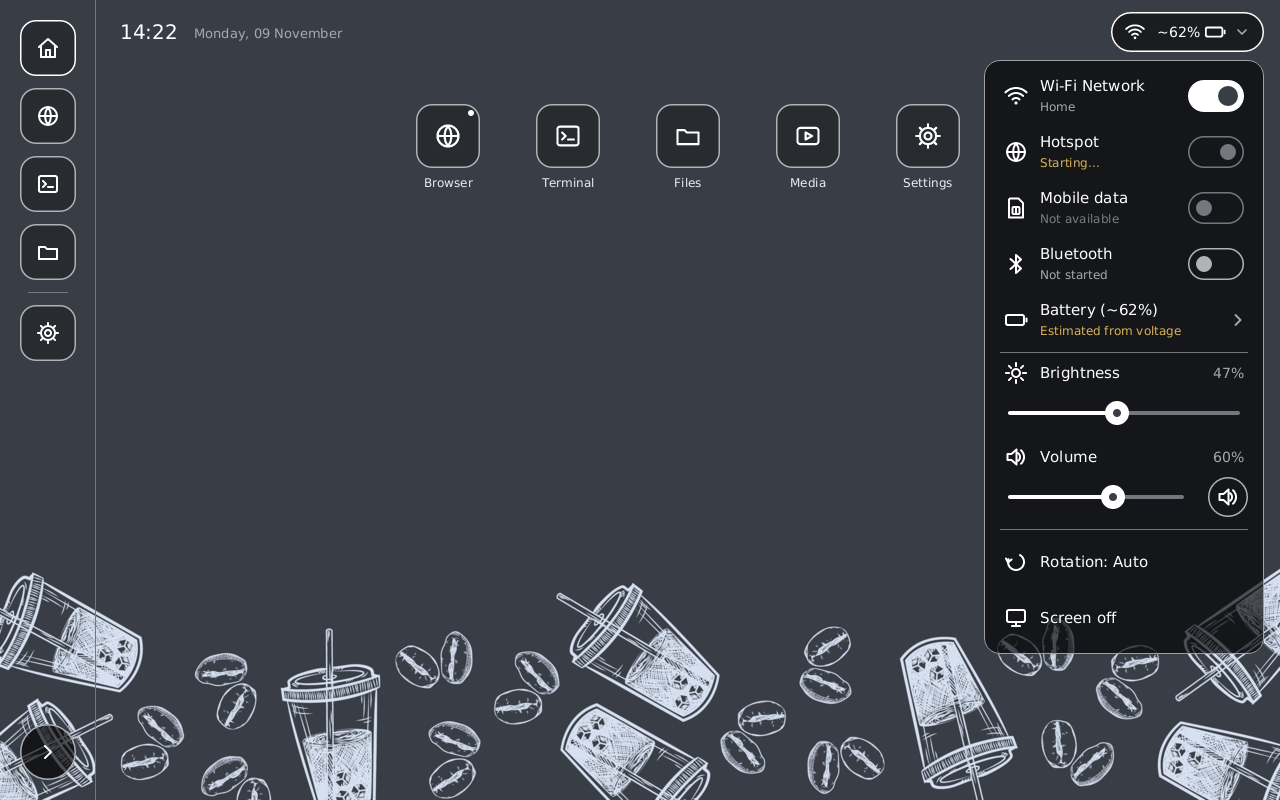 14:22 Monday, 09 November
~62%
Browser
Terminal
Files
Media
Settings
Wi-Fi Network
Home
Hotspot
Starting...
Mobile data
Not available
Bluetooth
Not started
Battery (~62%)
Estimated from voltage
Brightness 47%
Volume 60%
Rotation: Auto
Screen off